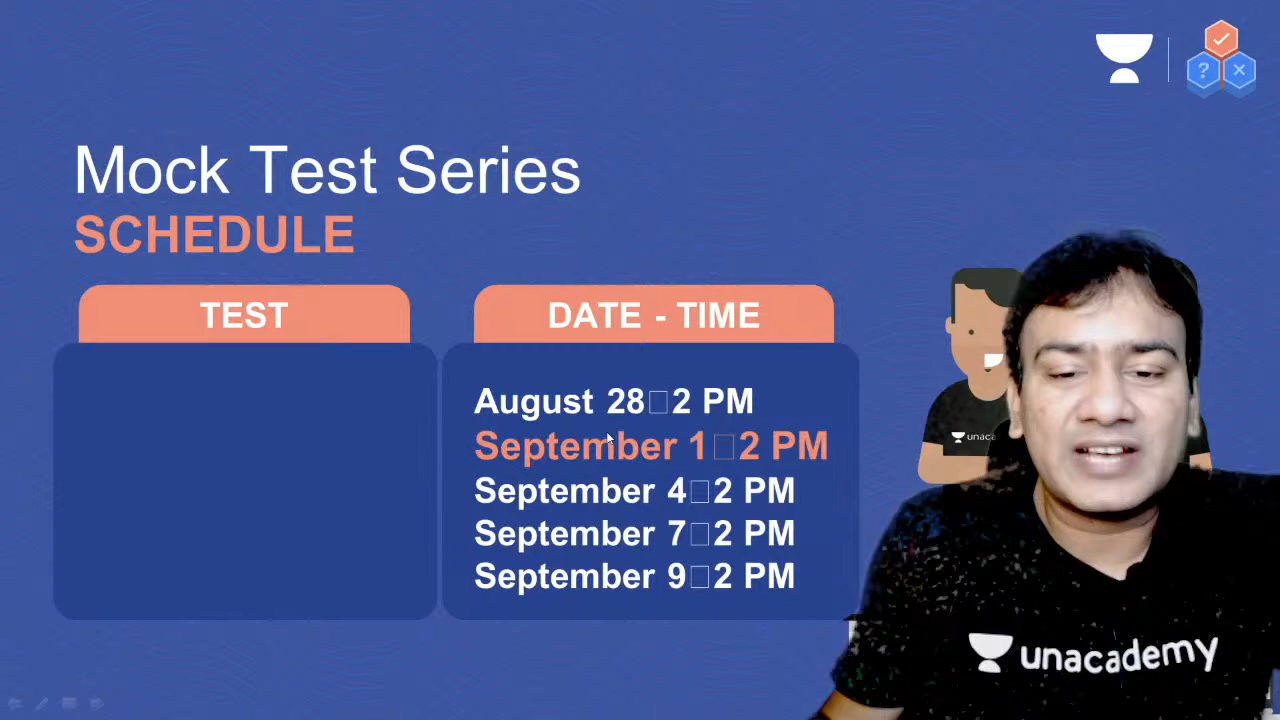 Mock Test Series
SCHEDULE
TEST
DATE - TIME
August 28□2 PM
September 1□2 PM
September 4□2 PM
September 7□2 PM
September 9□2 PM
unaca
unacademy